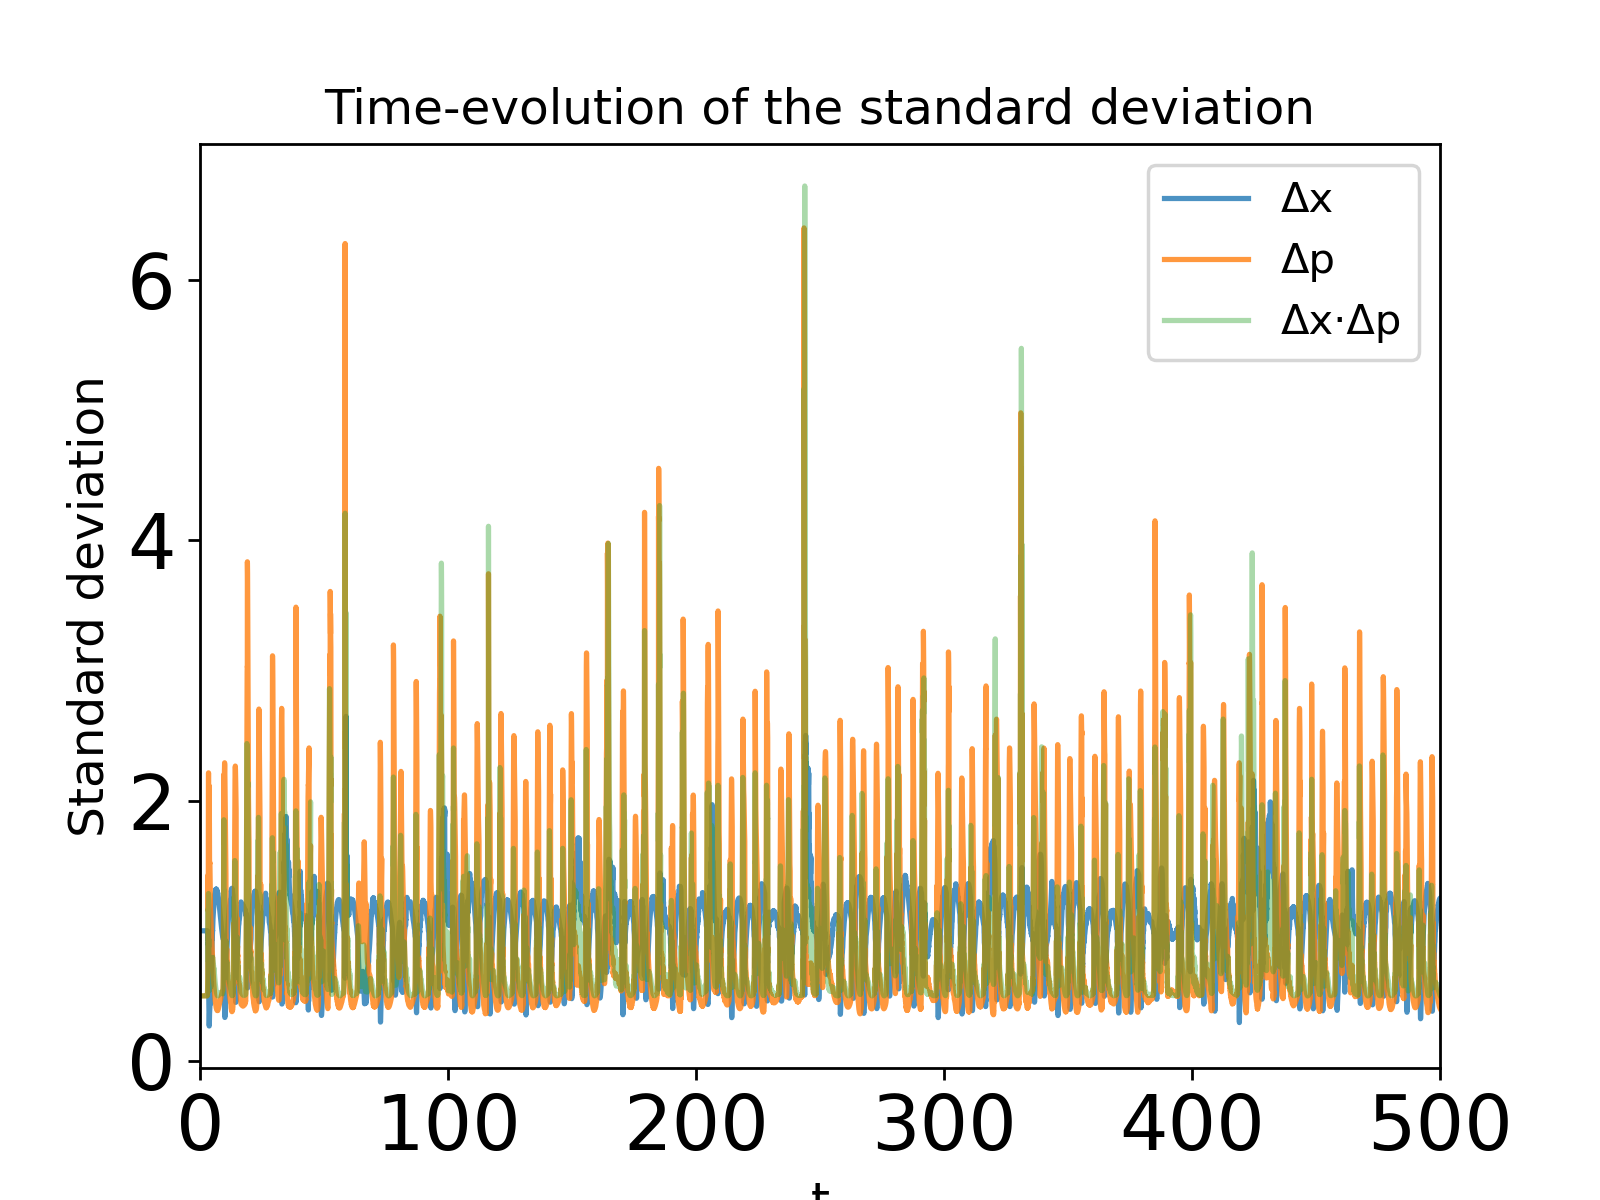 Time-evolution of the standard deviation
Δx
Δp
Δx·Δp
Standard deviation
6
4
2
0
0 100 200 300 400 500
t